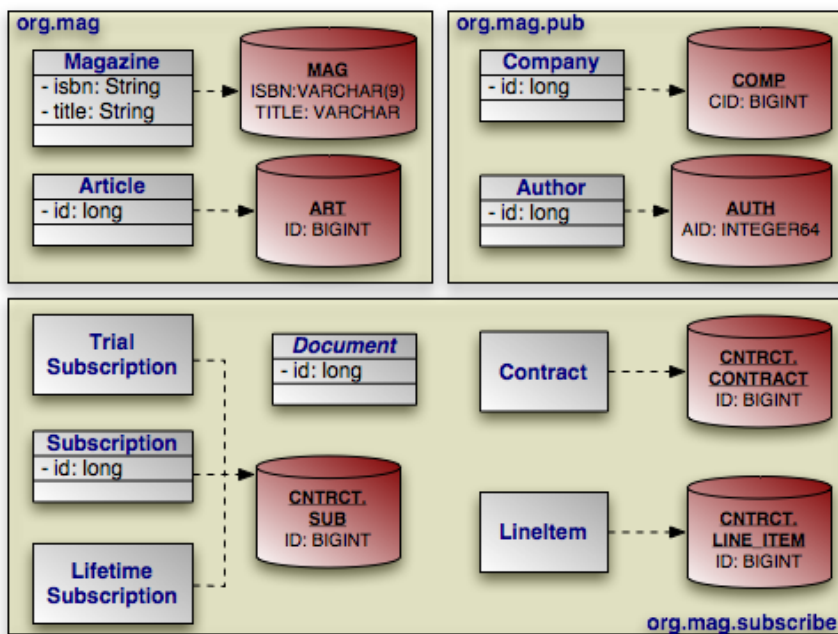 org.mag
Magazine
- isbn: String
- title: String
MAG
ISBN:VARCHAR(9)
TITLE: VARCHAR
Article
- id: long
ART
ID: BIGINT
org.mag.pub
Company
- id: long
COMP
CID: BIGINT
Author
- id: long
AUTH
AID: INTEGER64
Trial
Subscription
Document
- id: long
Contract
CNTRCT.
CONTRACT
ID: BIGINT
Subscription
- id: long
CNTRCT.
SUB
ID: BIGINT
LineItem
CNTRCT.
LINE_ITEM
ID: BIGINT
Lifetime
Subscription
org.mag.subscribe